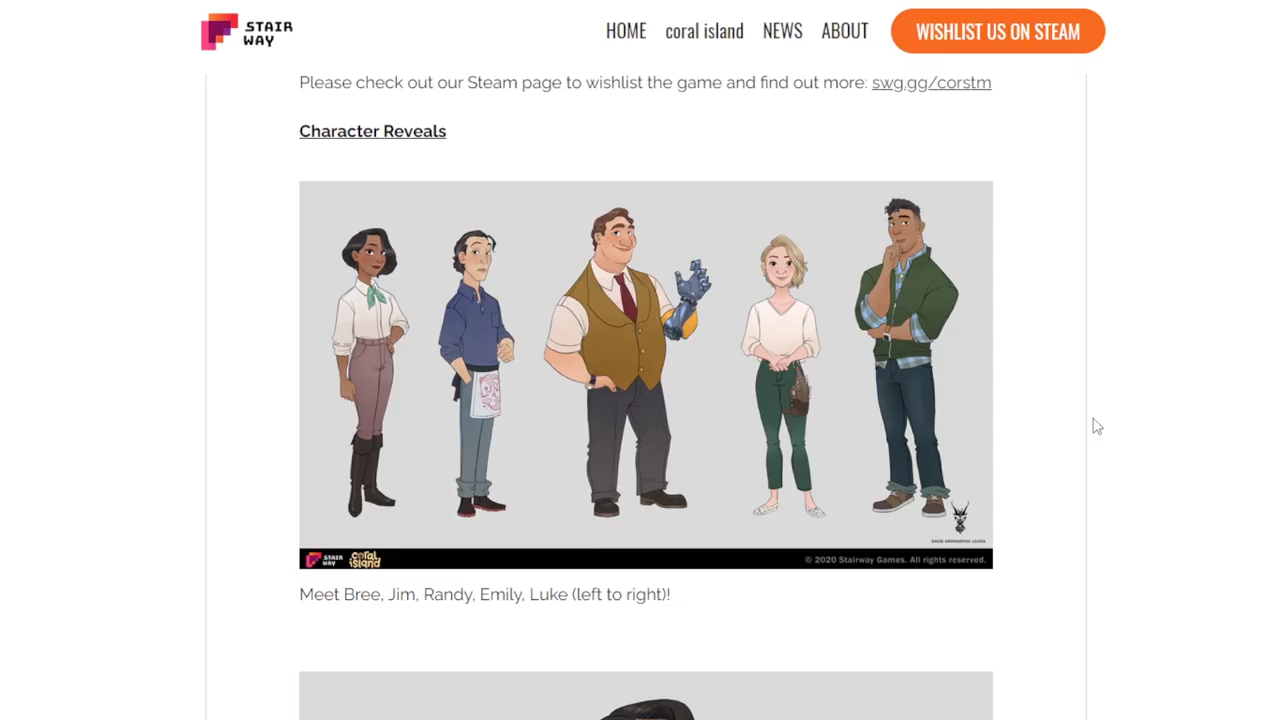 STAIR
WAY
HOME coral island NEWS ABOUT WISHLIST US ON STEAM
Please check out our Steam page to wishlist the game and find out more: swg.gg/corstm
Character Reveals
STAIR
WAY
coral
island
© 2020 Stairway Games. All rights reserved.
Meet Bree, Jim, Randy, Emily, Luke (left to right)!